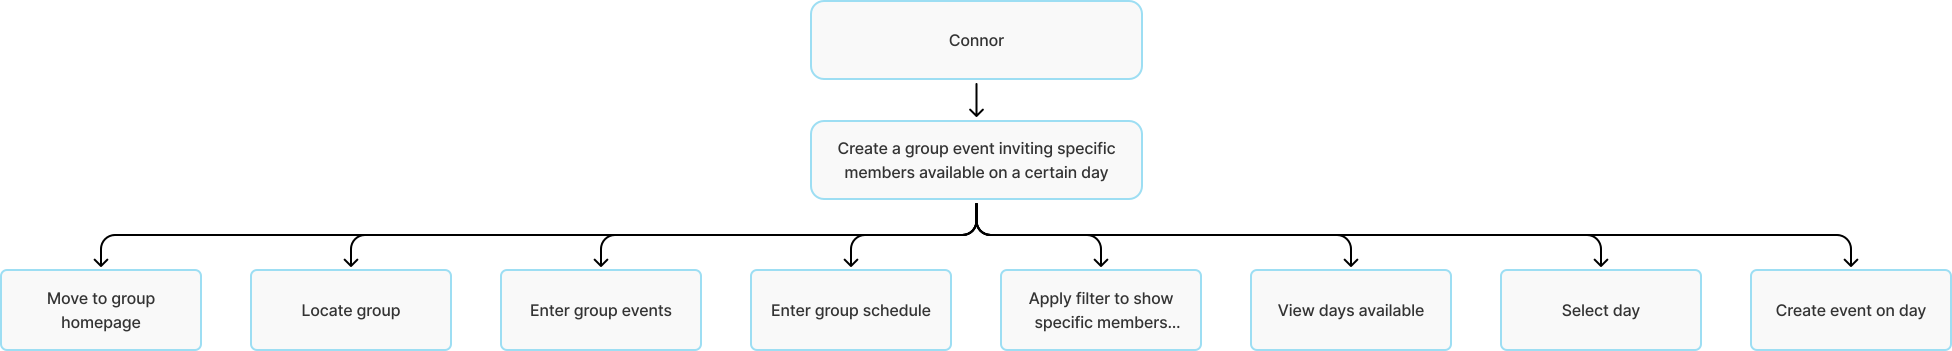 Connor
Create a group event inviting specific
members available on a certain day
Move to group
homepage
Locate group
Enter group events
Enter group schedule
Apply filter to show
specific members...
View days available
Select day
Create event on day